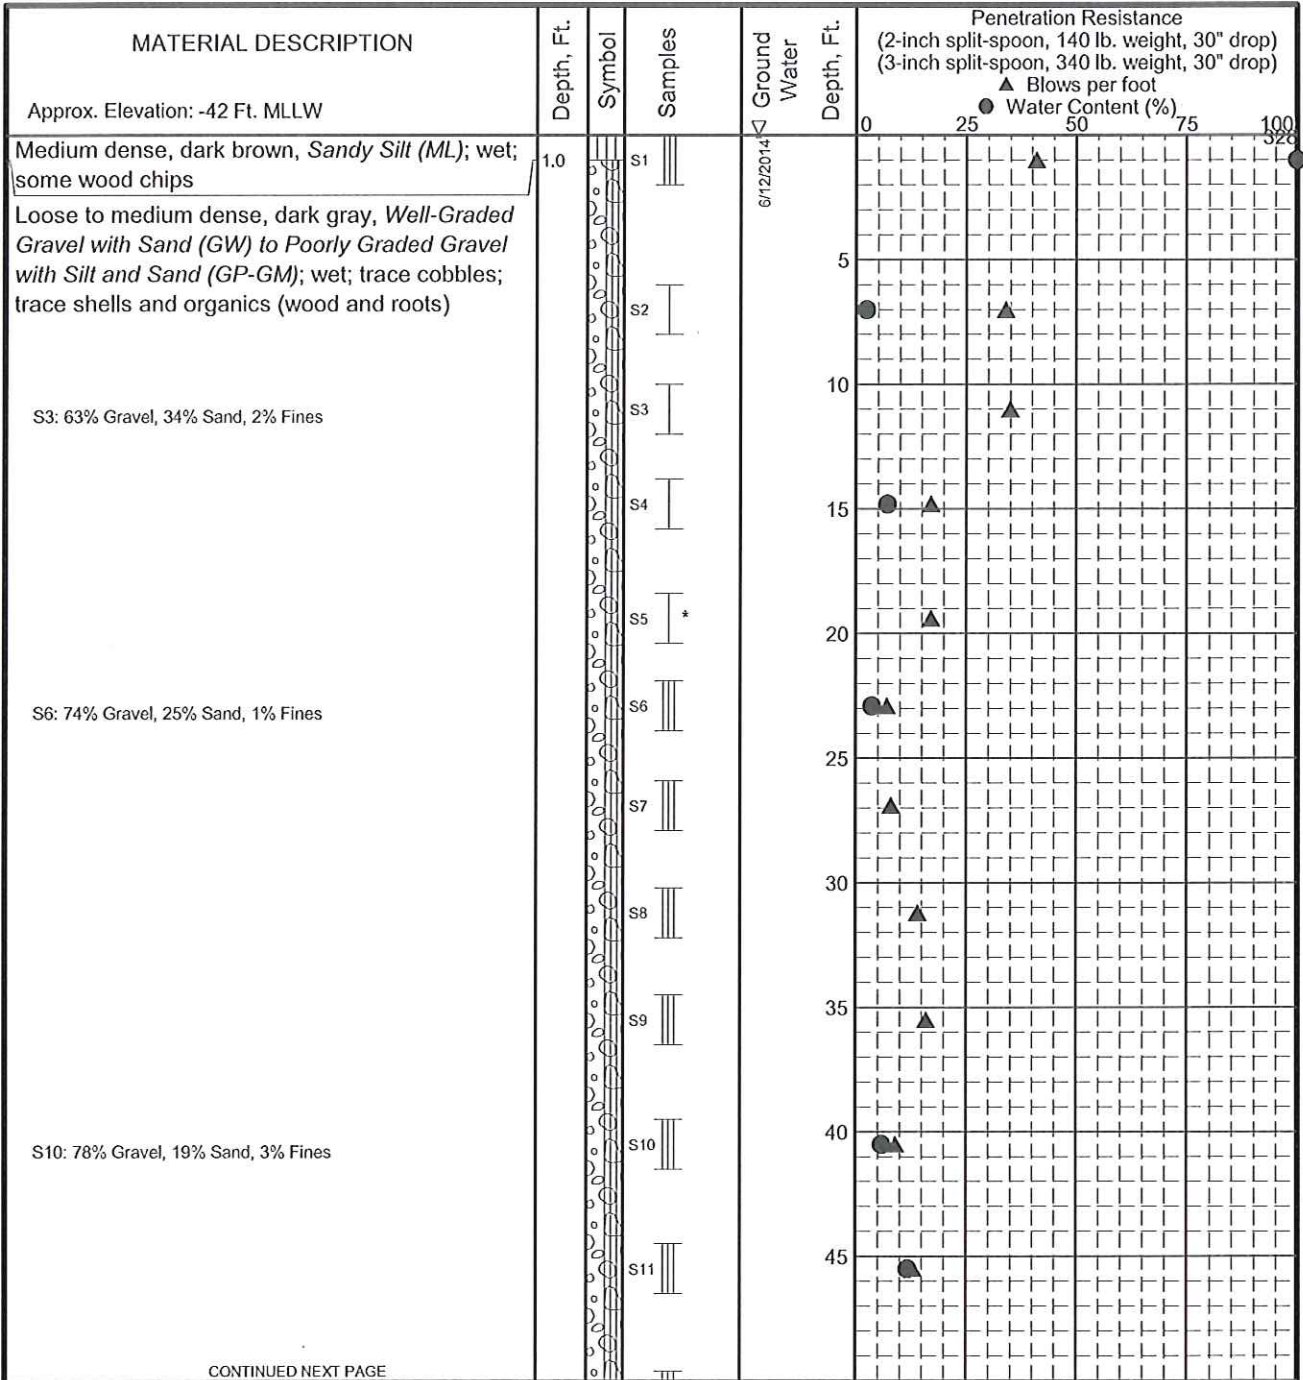 MATERIAL DESCRIPTION
Approx. Elevation: -42 Ft. MLLW
Depth, Ft.
Symbol
Samples
Ground
Water
Depth, Ft.
Penetration Resistance
(2-inch split-spoon, 140 lb. weight, 30" drop)
(3-inch split-spoon, 340 lb. weight, 30" drop)
▲ Blows per foot
● Water Content (%)
0 25 50 75 100
328
Medium dense, dark brown, Sandy Silt (ML); wet;
some wood chips
1.0
S1
6/12/2014
Loose to medium dense, dark gray, Well-Graded
Gravel with Sand (GW) to Poorly Graded Gravel
with Silt and Sand (GP-GM); wet; trace cobbles;
trace shells and organics (wood and roots)
5
S2
10
S3: 63% Gravel, 34% Sand, 2% Fines
S3
S4
15
S5 *
20
S6: 74% Gravel, 25% Sand, 1% Fines
S6
25
S7
30
S8
35
S9
40
S10: 78% Gravel, 19% Sand, 3% Fines
S10
45
S11
CONTINUED NEXT PAGE